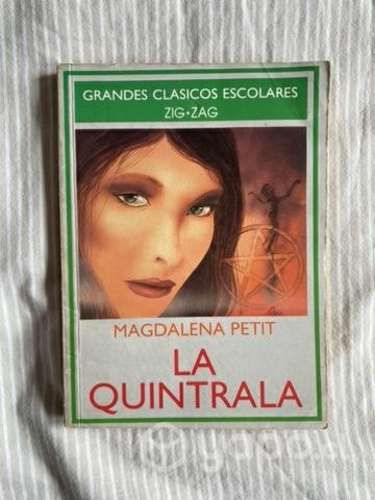 GRANDES CLASICOS ESCOLARES
ZIG•ZAG
MAGDALENA PETIT
LA
QUINTRALA